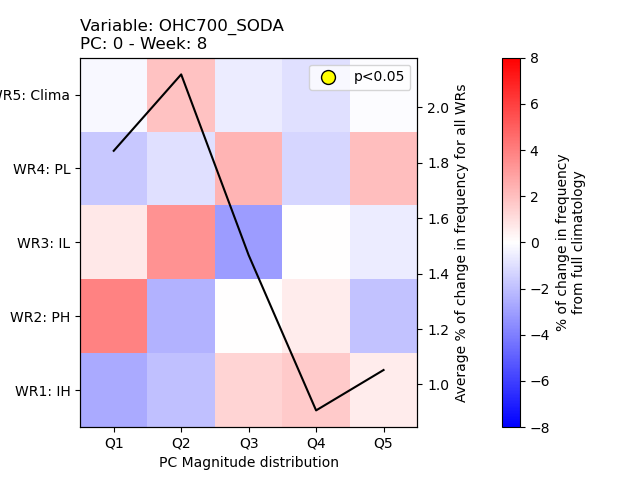 Variable: OHC700_SODA
PC: 0 - Week: 8
p<0.05
WR5: Clima
WR4: PL
WR3: IL
WR2: PH
WR1: IH
Q1 Q2 Q3 Q4 Q5
PC Magnitude distribution
2.0
1.8
1.6
1.4
1.2
1.0
Average % of change in frequency for all WRs
8
6
4
2
0
−2
−4
−6
−8
% of change in frequency
from full climatology